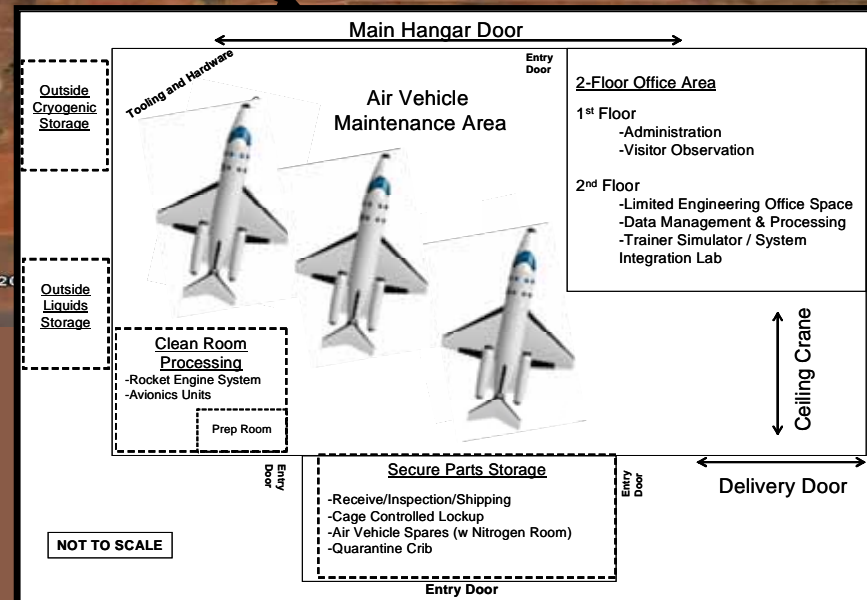 Main Hangar Door
Outside
Cryogenic
Storage
Tooling and Hardware
Entry
Door
Air Vehicle
Maintenance Area
2-Floor Office Area
1st Floor
-Administration
-Visitor Observation
2nd Floor
-Limited Engineering Office Space
-Data Management & Processing
-Trainer Simulator / System
Integration Lab
Outside
Liquids
Storage
Clean Room
Processing
-Rocket Engine System
-Avionics Units
Prep Room
Ceiling Crane
Entry
Door
Secure Parts Storage
-Receive/Inspection/Shipping
-Cage Controlled Lockup
-Air Vehicle Spares (w Nitrogen Room)
-Quarantine Crib
Entry
Door
Delivery Door
NOT TO SCALE
Entry Door